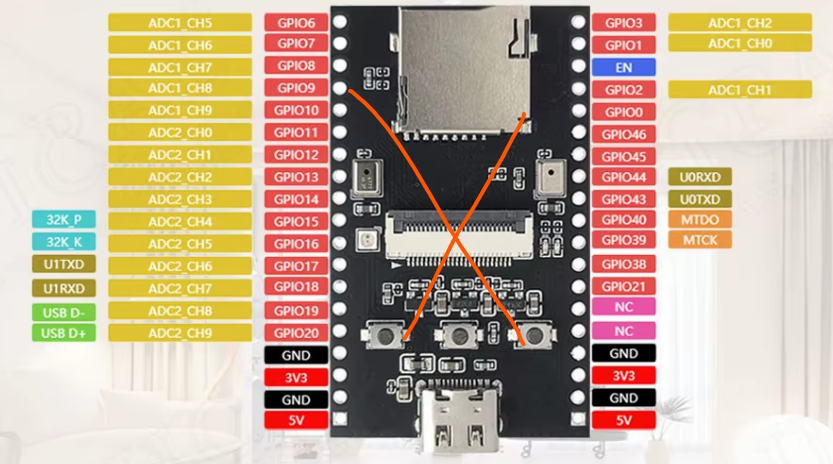 ADC1_CH5 GPIO6 GPIO3 ADC1_CH2
ADC1_CH6 GPIO7 GPIO1 ADC1_CH0
ADC1_CH7 GPIO8 EN
ADC1_CH8 GPIO9 GPIO2 ADC1_CH1
ADC1_CH9 GPIO10 GPIO0
ADC2_CH0 GPIO11 GPIO46
ADC2_CH1 GPIO12 GPIO45
ADC2_CH2 GPIO13 GPIO44 U0RXD
ADC2_CH3 GPIO14 GPIO43 U0TXD
32K_P ADC2_CH4 GPIO15 GPIO40 MTDO
32K_K ADC2_CH5 GPIO16 GPIO39 MTCK
U1TXD ADC2_CH6 GPIO17 GPIO38
U1RXD ADC2_CH7 GPIO18 GPIO21
USB D- ADC2_CH8 GPIO19 NC
USB D+ ADC2_CH9 GPIO20 NC
GND GND
3V3 3V3
GND GND
5V 5V